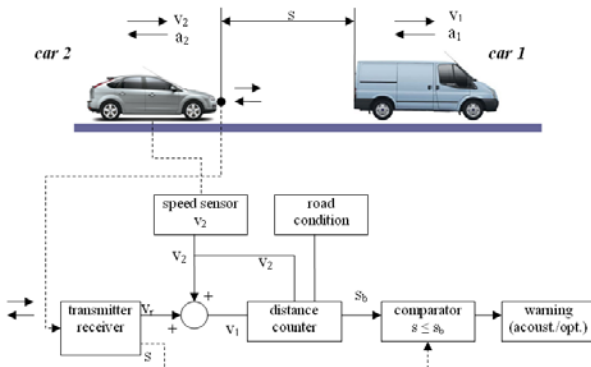 v2
a2
s
v1
a1
car 2
car 1
speed sensor
v2
road
condition
v2
v2
transmitter
receiver
vr
+
+
v1
distance
counter
sb
comparator
s ≤ sb
warning
(acoust./opt.)
s